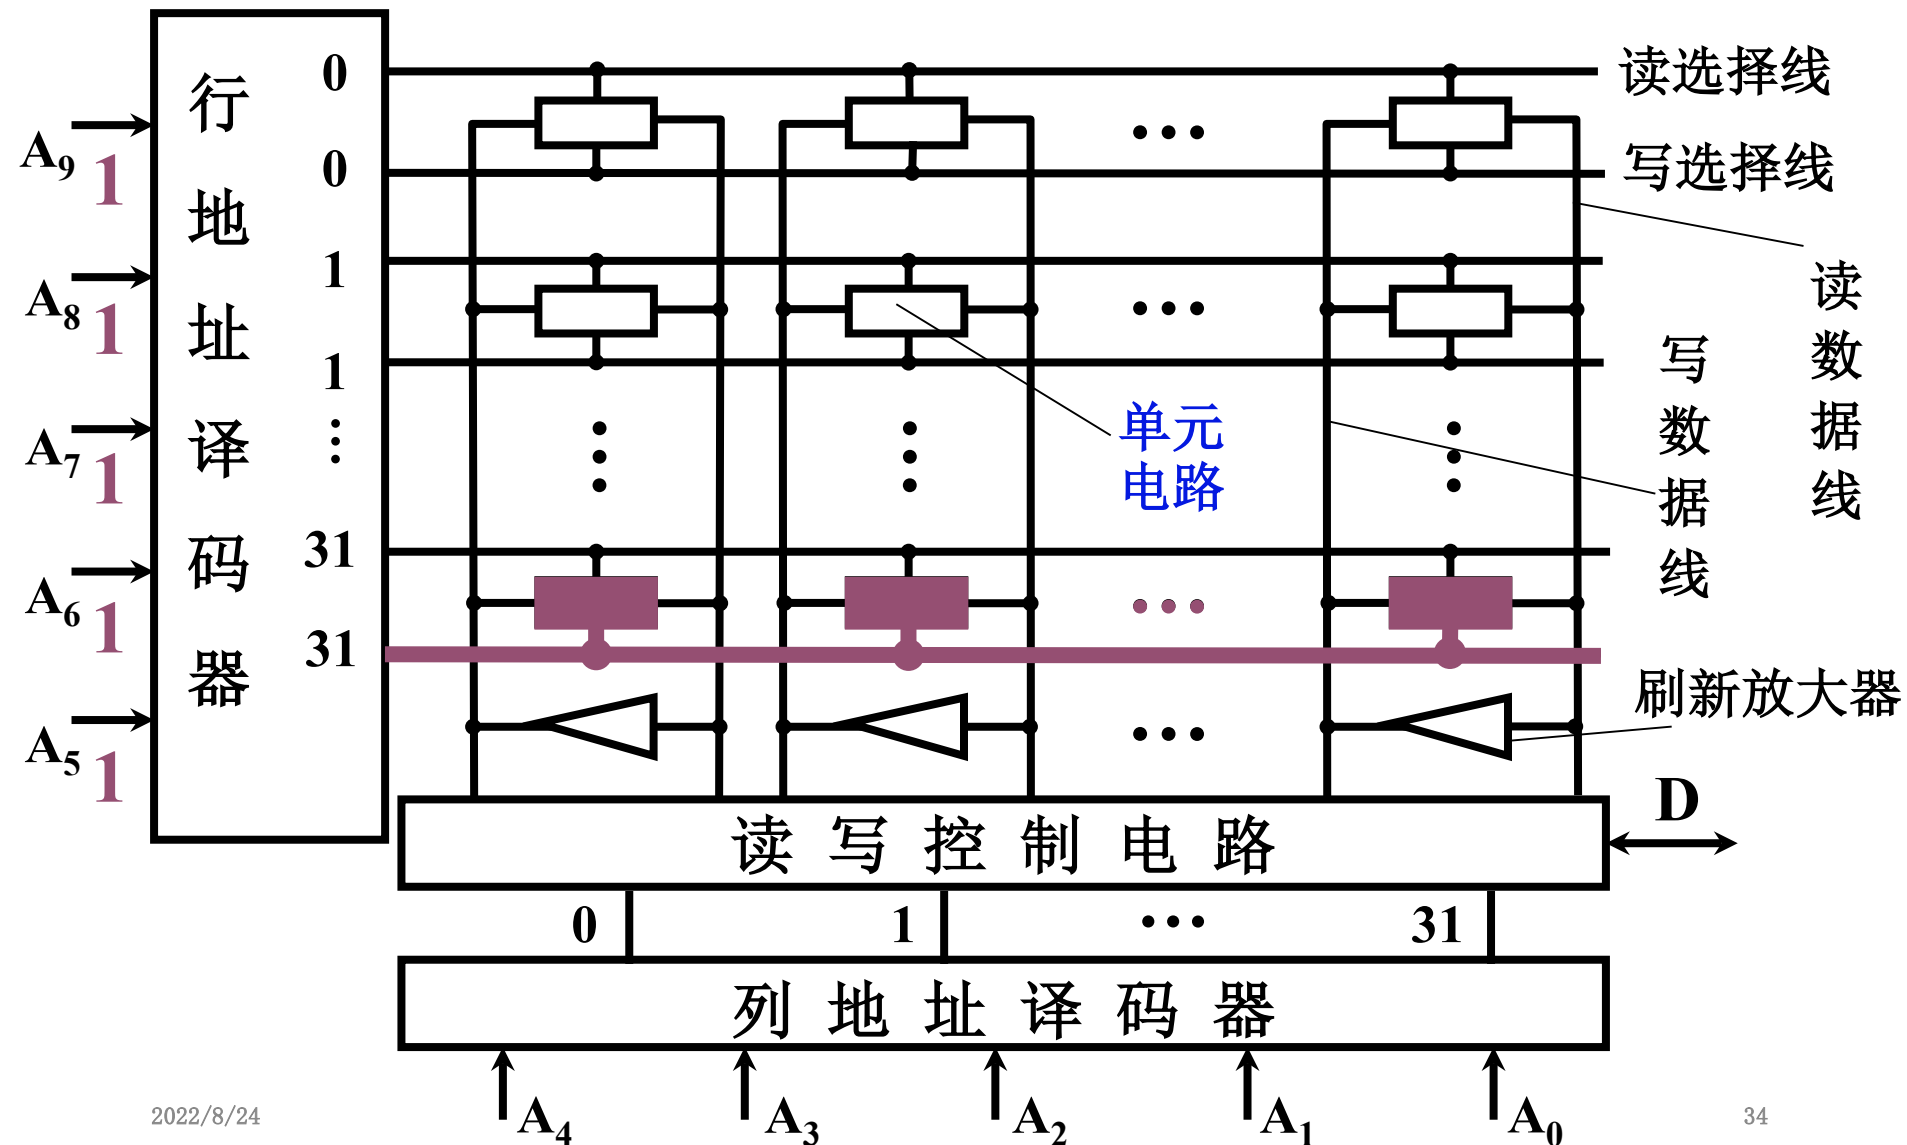 行地址译码器
0
0
1
1
⋮
31
31
A9 1
A8 1
A7 1
A6 1
A5 1
读选择线
写选择线
读数据线
写数据线
单元
电路
刷新放大器
D
读写控制电路
0 1 … 31
列地址译码器
A4 A3 A2 A1 A0
2022/8/24
34